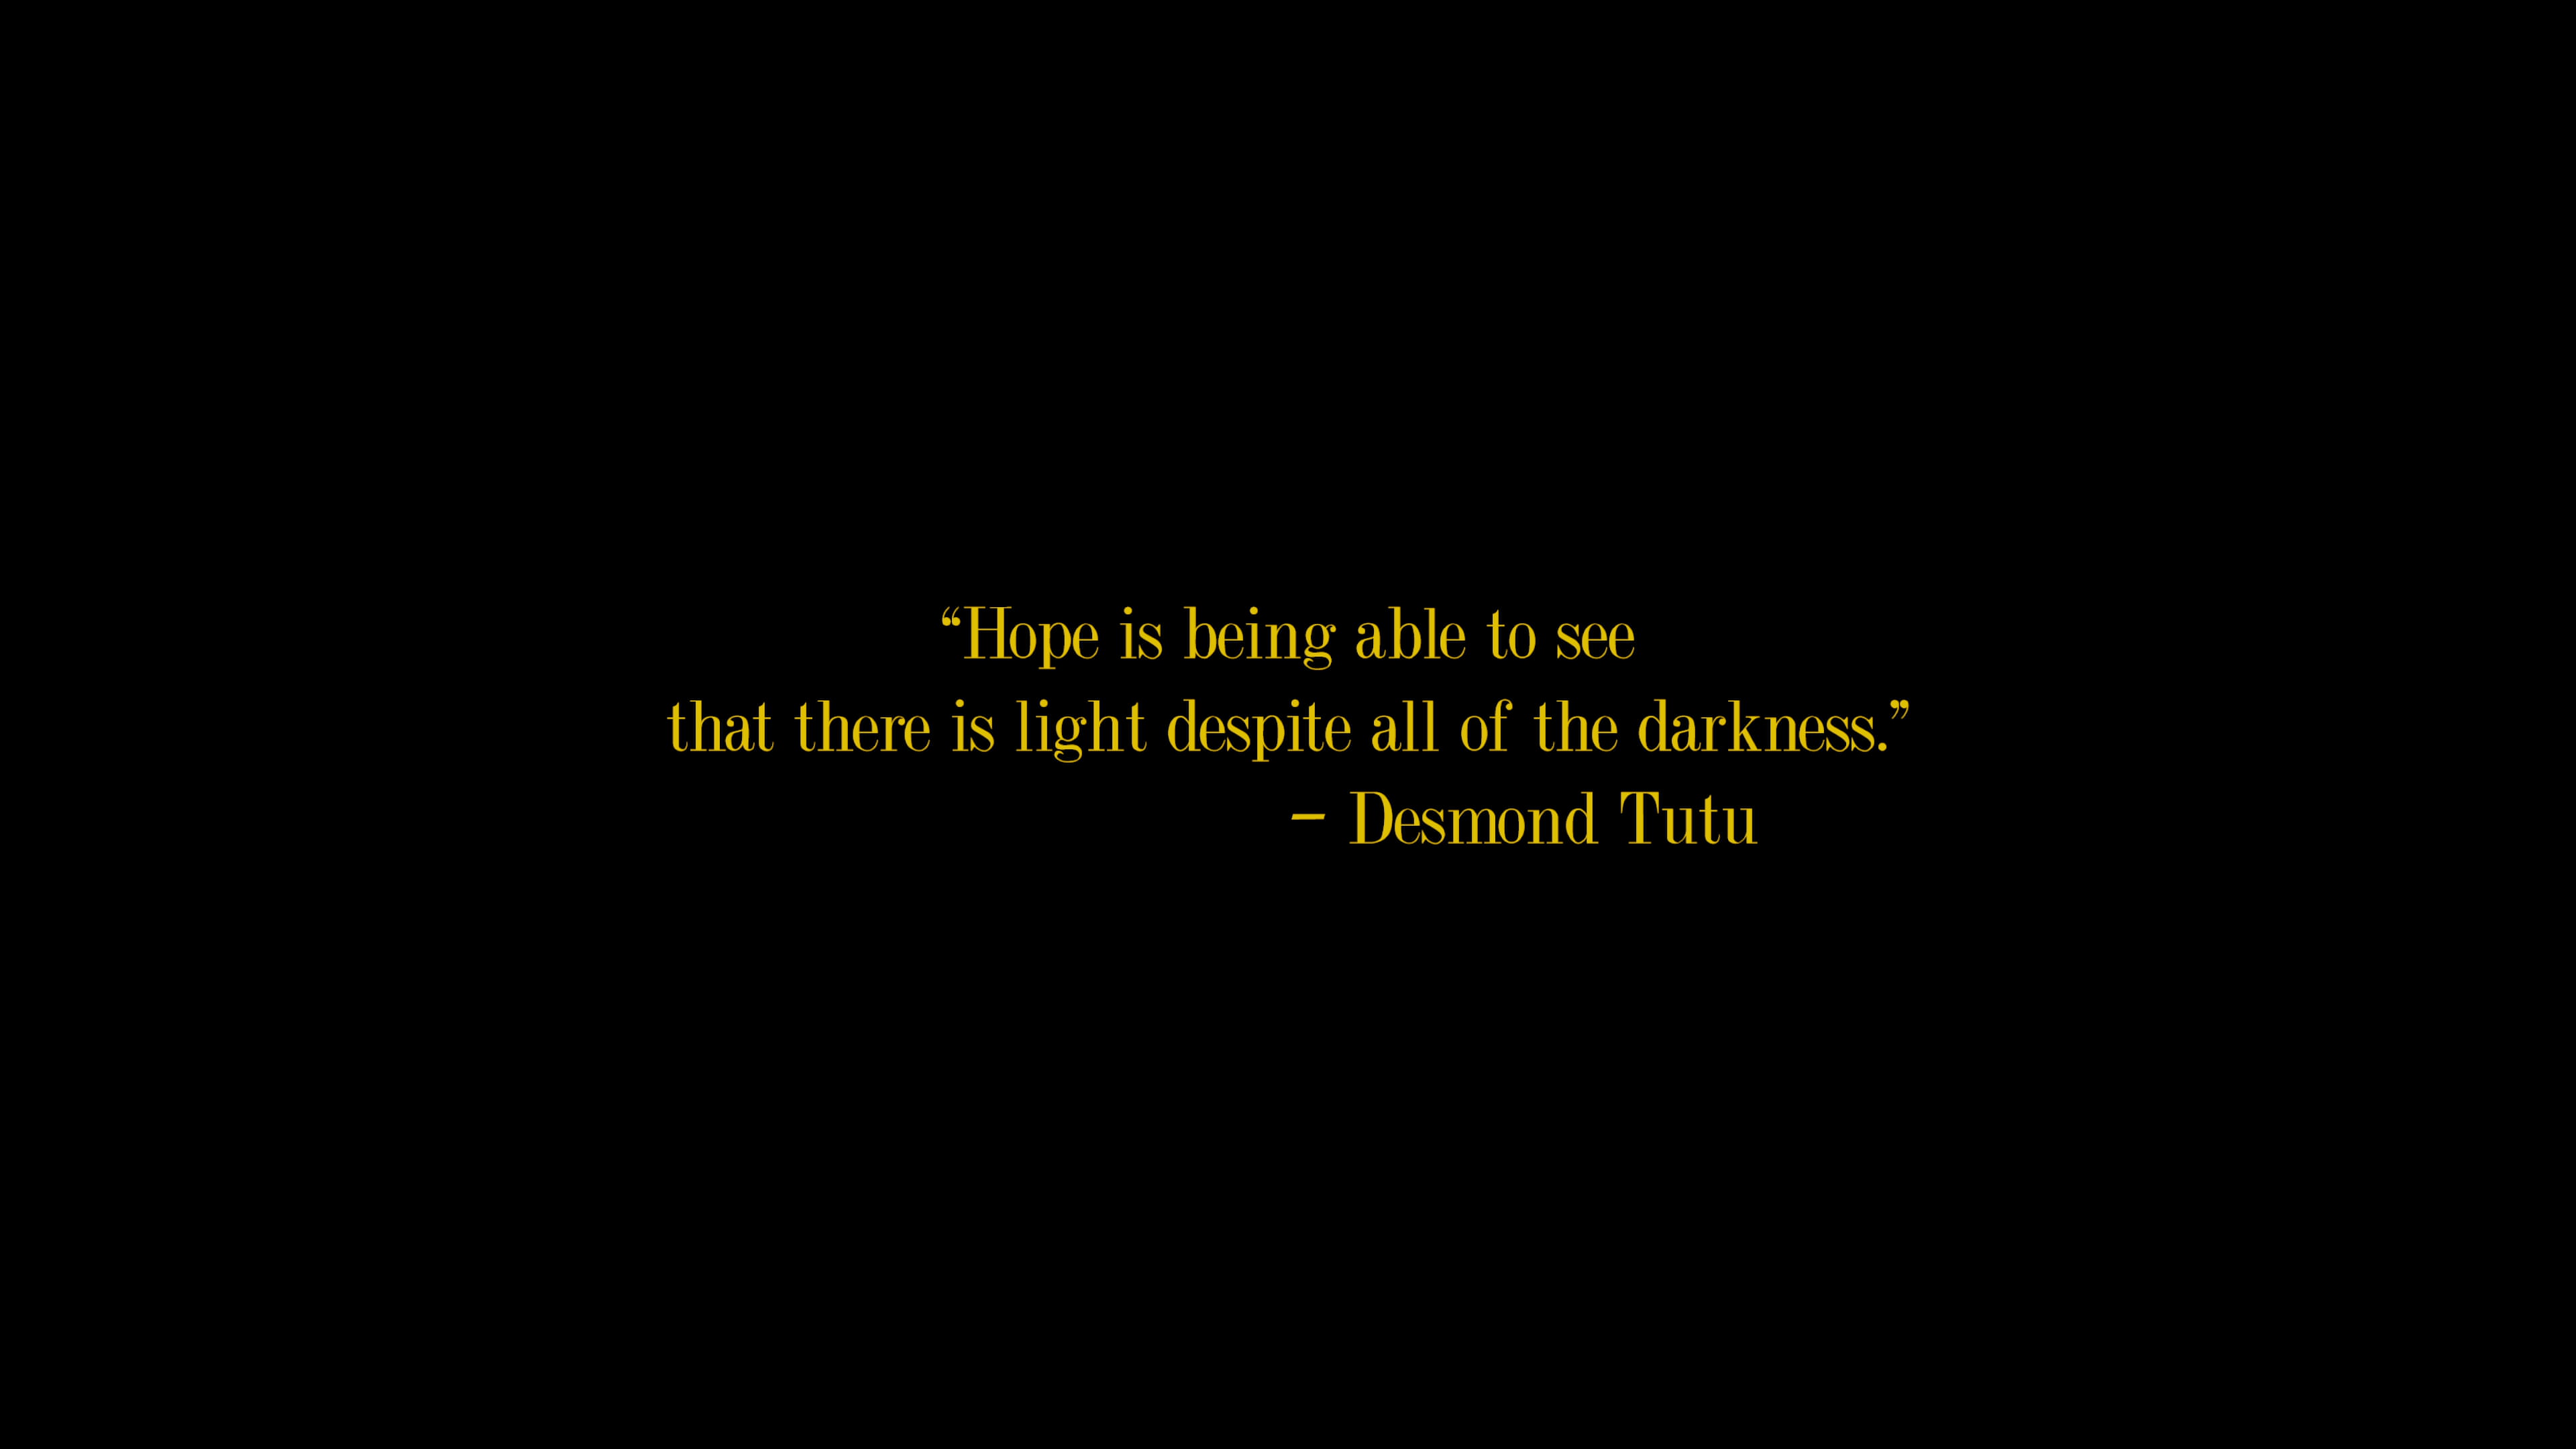 “Hope is being able to see
that there is light despite all of the darkness.”
– Desmond Tutu